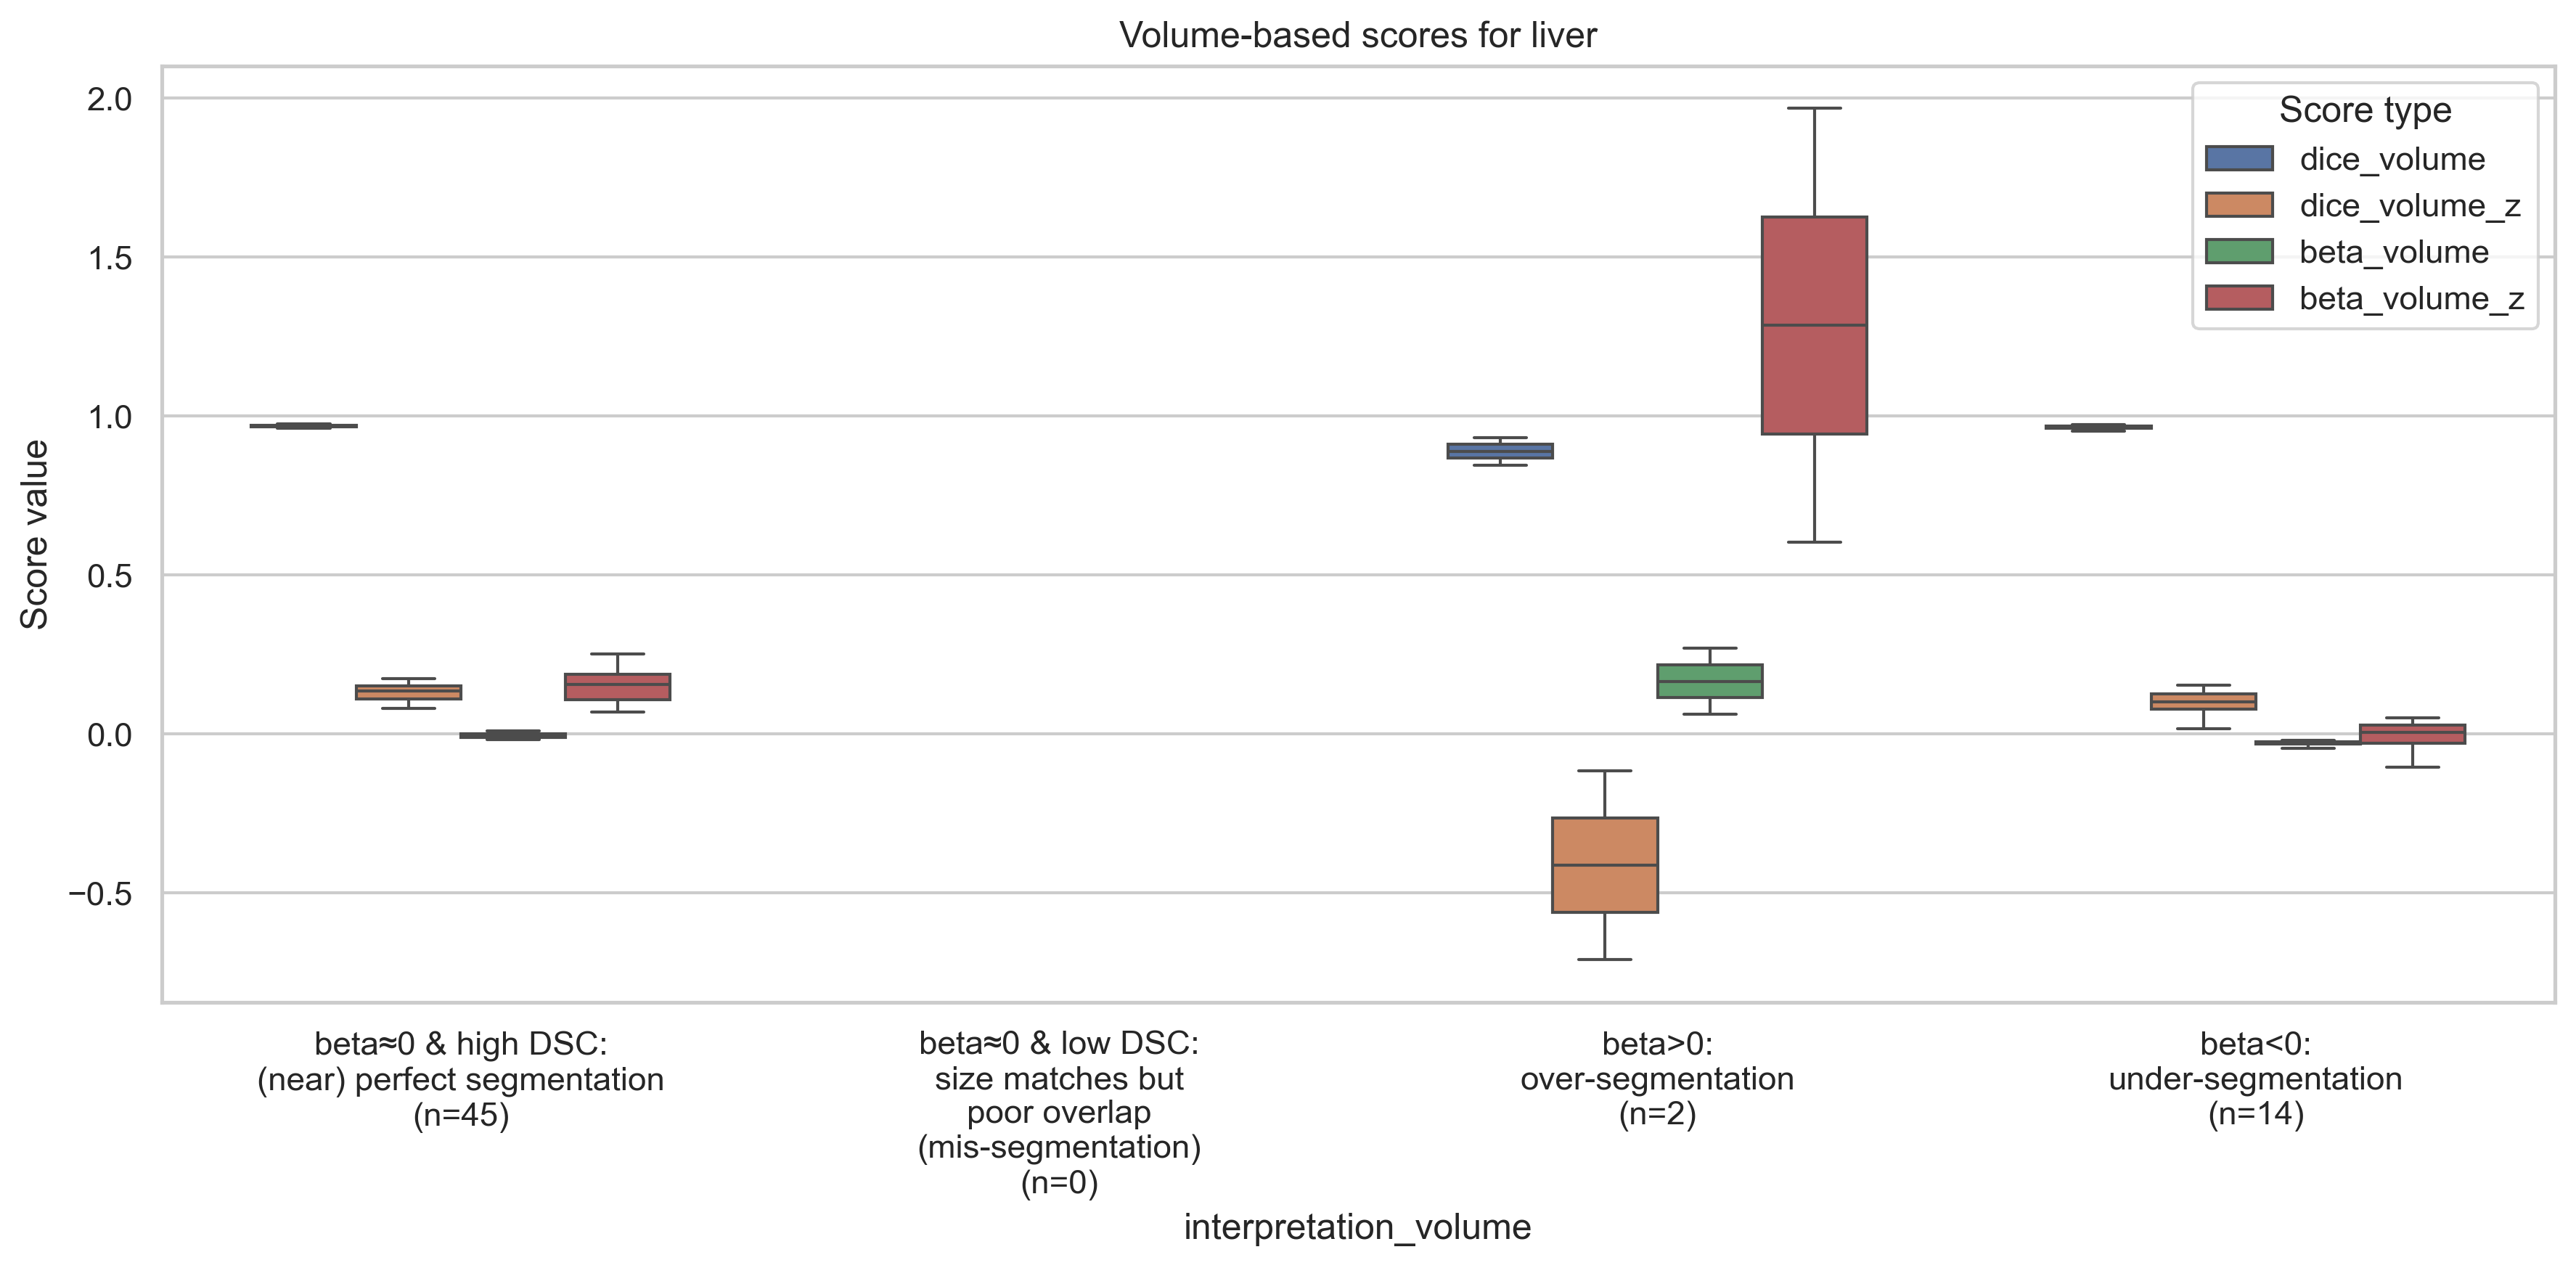 Volume-based scores for liver
Score value
2.0
1.5
1.0
0.5
0.0
−0.5
Score type
dice_volume
dice_volume_z
beta_volume
beta_volume_z
beta≈0 & high DSC:
(near) perfect segmentation
(n=45)
beta≈0 & low DSC:
size matches but
poor overlap
(mis-segmentation)
(n=0)
beta>0:
over-segmentation
(n=2)
beta<0:
under-segmentation
(n=14)
interpretation_volume